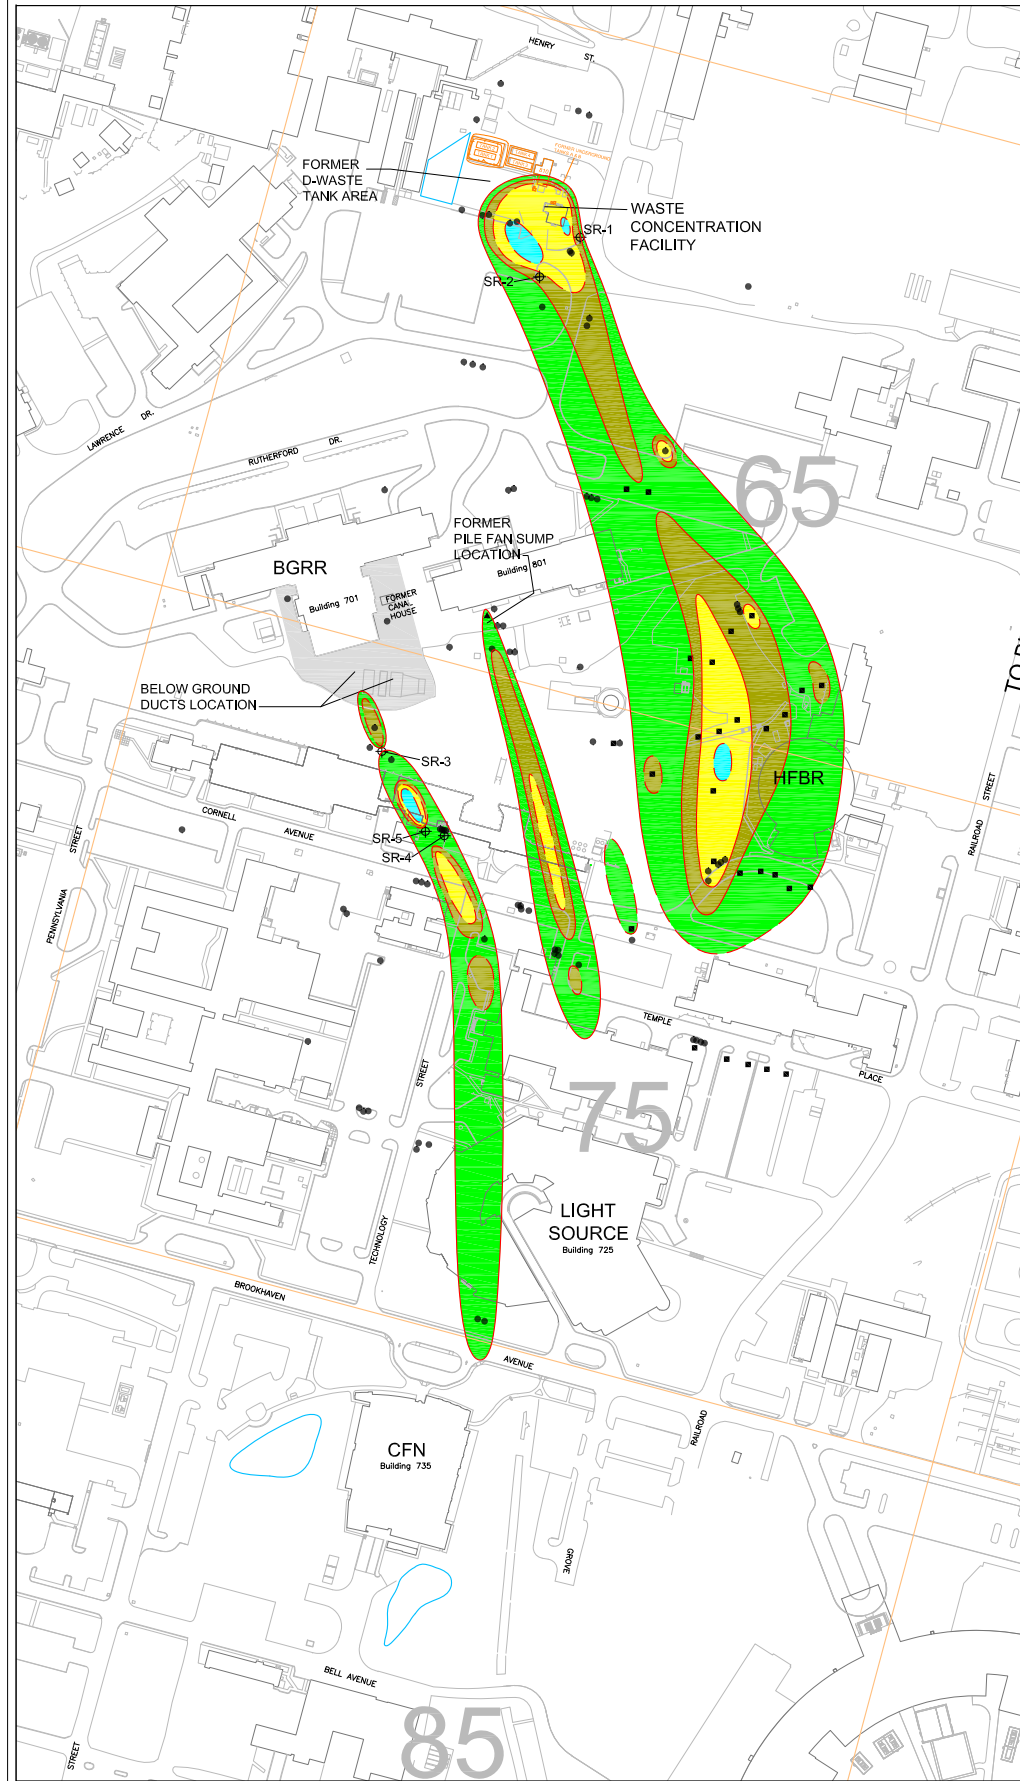 HENRY
ST.
FORMER UNDERGROUND
FORMER
D-WASTE
TANK AREA
WASTE
CONCENTRATION
FACILITY
SR-1
SR-2
LAWRENCE
DR.
RUTHERFORD
DR.
65
FORMER
PILE FAN SUMP
LOCATION
Building 801
BGRR
Building 701
FORMER
CANAL
HOUSE
BELOW GROUND
DUCTS LOCATION
SR-3
HFBR
CORNELL
AVENUE
SR-5
SR-4
STREET
PENNSYLVANIA
RAILROAD
STREET
TEMPLE
PLACE
STREET
TECHNOLOGY
75
LIGHT
SOURCE
Building 725
BROOKHAVEN
AVENUE
CFN
Building 735
RAILROAD
GROVE
BELL AVENUE
85
STREET